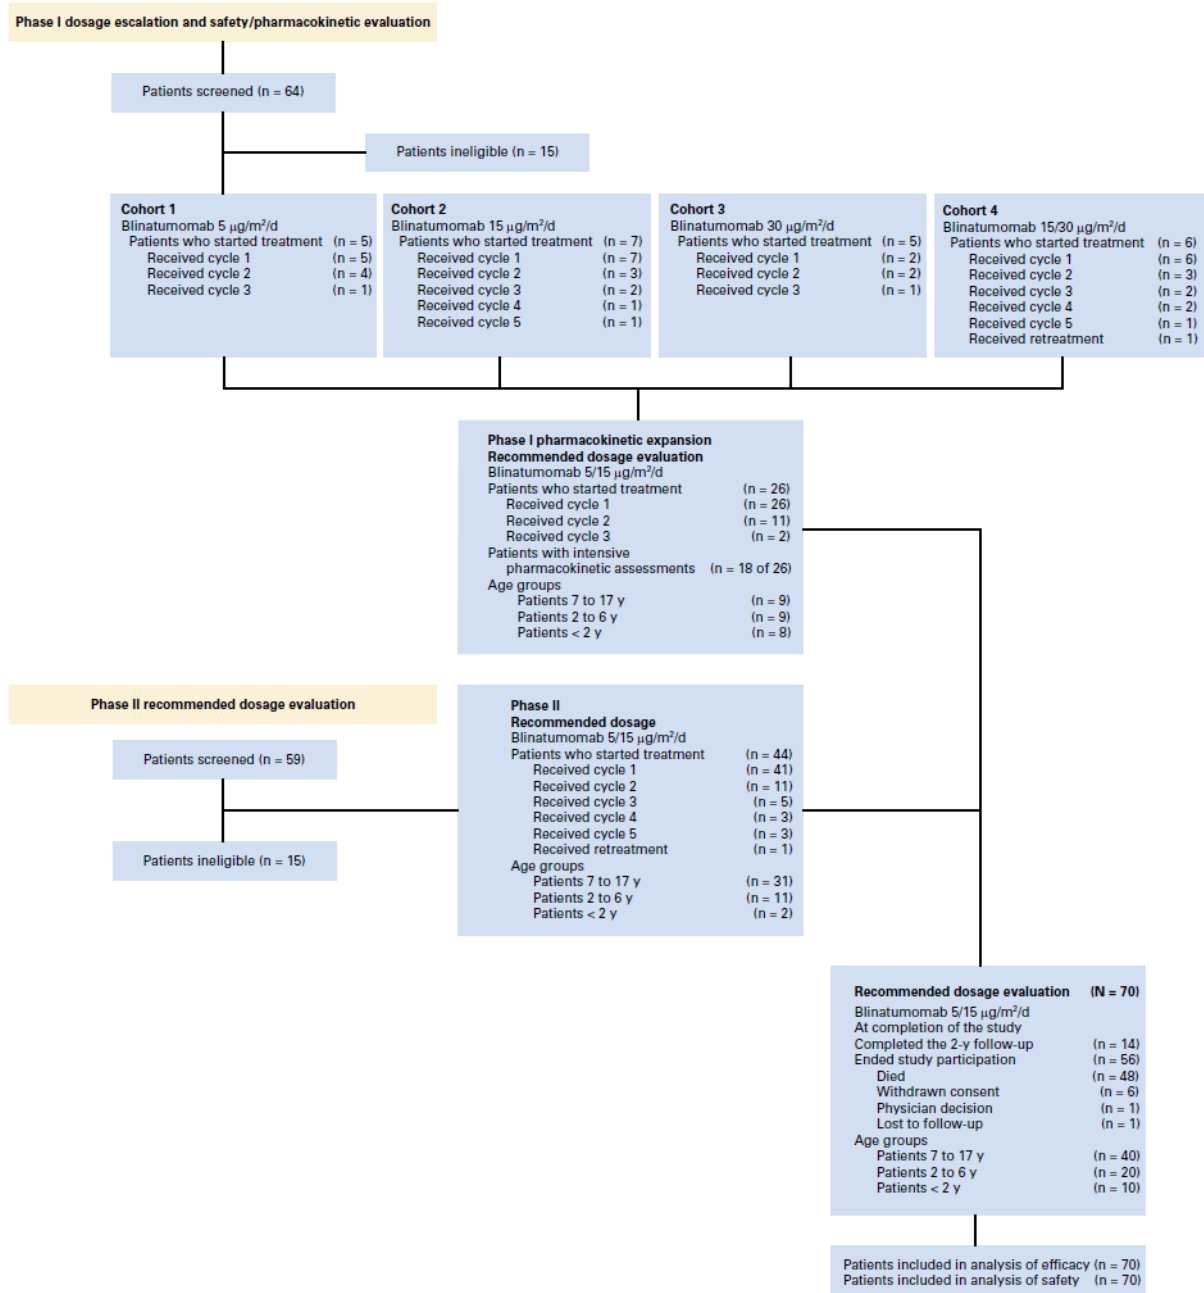 Phase I dosage escalation and safety/pharmacokinetic evaluation
Patients screened (n = 64)
Patients ineligible (n = 15)
Cohort 1
Blinatumomab 5 µg/m²/d
Patients who started treatment (n = 5)
Received cycle 1 (n = 5)
Received cycle 2 (n = 4)
Received cycle 3 (n = 1)
Cohort 2
Blinatumomab 15 µg/m²/d
Patients who started treatment (n = 7)
Received cycle 1 (n = 7)
Received cycle 2 (n = 3)
Received cycle 3 (n = 2)
Received cycle 4 (n = 1)
Received cycle 5 (n = 1)
Cohort 3
Blinatumomab 30 µg/m²/d
Patients who started treatment (n = 5)
Received cycle 1 (n = 2)
Received cycle 2 (n = 2)
Received cycle 3 (n = 1)
Cohort 4
Blinatumomab 15/30 µg/m²/d
Patients who started treatment (n = 6)
Received cycle 1 (n = 6)
Received cycle 2 (n = 3)
Received cycle 3 (n = 2)
Received cycle 4 (n = 2)
Received cycle 5 (n = 1)
Received retreatment (n = 1)
Phase I pharmacokinetic expansion
Recommended dosage evaluation
Blinatumomab 5/15 µg/m²/d
Patients who started treatment (n = 26)
Received cycle 1 (n = 26)
Received cycle 2 (n = 11)
Received cycle 3 (n = 2)
Patients with intensive
pharmacokinetic assessments (n = 18 of 26)
Age groups
Patients 7 to 17 y (n = 9)
Patients 2 to 6 y (n = 9)
Patients < 2 y (n = 8)
Phase II recommended dosage evaluation
Patients screened (n = 59)
Patients ineligible (n = 15)
Phase II
Recommended dosage
Blinatumomab 5/15 µg/m²/d
Patients who started treatment (n = 44)
Received cycle 1 (n = 41)
Received cycle 2 (n = 11)
Received cycle 3 (n = 5)
Received cycle 4 (n = 3)
Received cycle 5 (n = 3)
Received retreatment (n = 1)
Age groups
Patients 7 to 17 y (n = 31)
Patients 2 to 6 y (n = 11)
Patients < 2 y (n = 2)
Recommended dosage evaluation (N = 70)
Blinatumomab 5/15 µg/m²/d
At completion of the study
Completed the 2-y follow-up (n = 14)
Ended study participation (n = 56)
Died (n = 48)
Withdrawn consent (n = 6)
Physician decision (n = 1)
Lost to follow-up (n = 1)
Age groups
Patients 7 to 17 y (n = 40)
Patients 2 to 6 y (n = 20)
Patients < 2 y (n = 10)
Patients included in analysis of efficacy (n = 70)
Patients included in analysis of safety (n = 70)